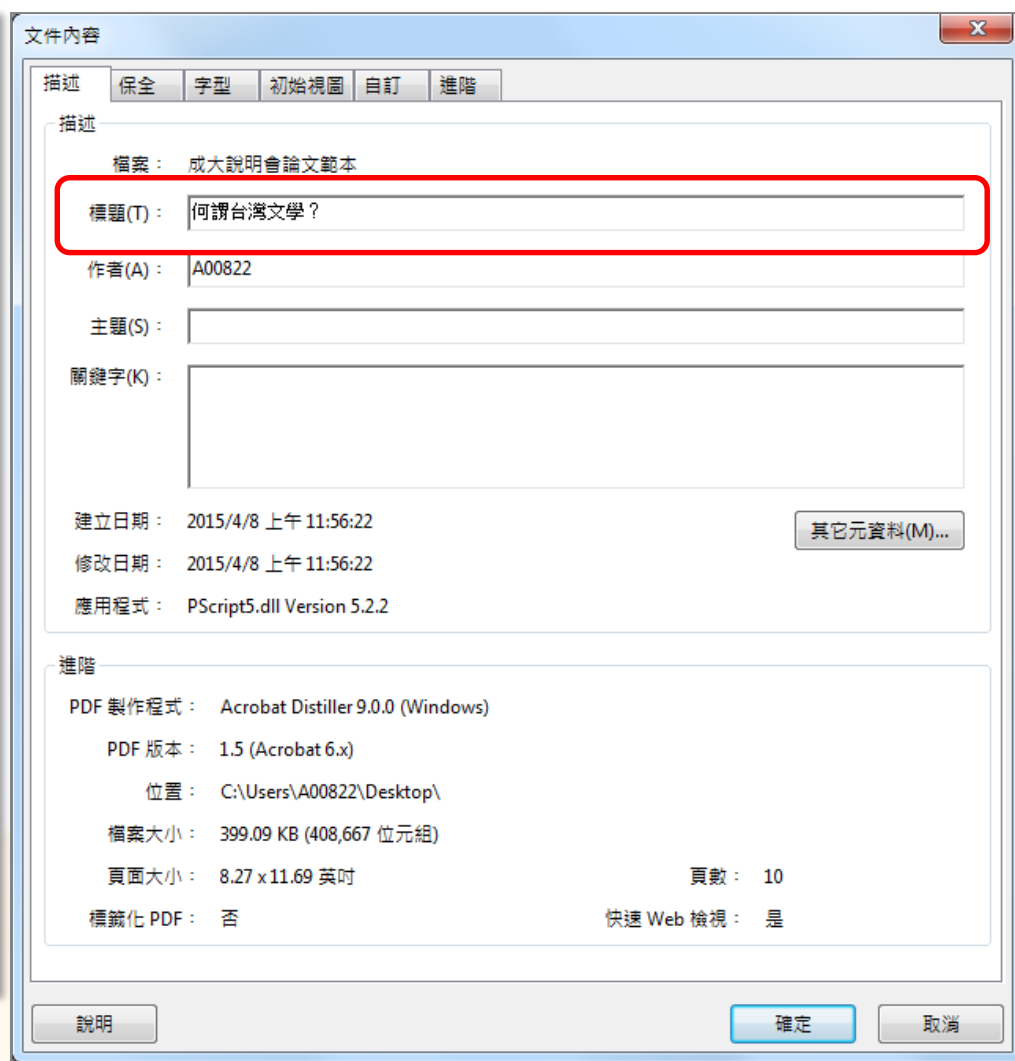 文件內容
描述 保全 字型 初始視圖 自訂 進階
描述
檔案： 成大說明會論文範本
標題(T)： 何謂台灣文學？
作者(A)： A00822
主題(S)：
關鍵字(K)：
建立日期： 2015/4/8 上午 11:56:22
其它元資料(M)...
修改日期： 2015/4/8 上午 11:56:22
應用程式： PScript5.dll Version 5.2.2
進階
PDF 製作程式： Acrobat Distiller 9.0.0 (Windows)
PDF 版本： 1.5 (Acrobat 6.x)
位置： C:\Users\A00822\Desktop\
檔案大小： 399.09 KB (408,667 位元組)
頁面大小： 8.27 x 11.69 英吋 頁數： 10
標籤化 PDF： 否 快速 Web 檢視： 是
說明 確定 取消